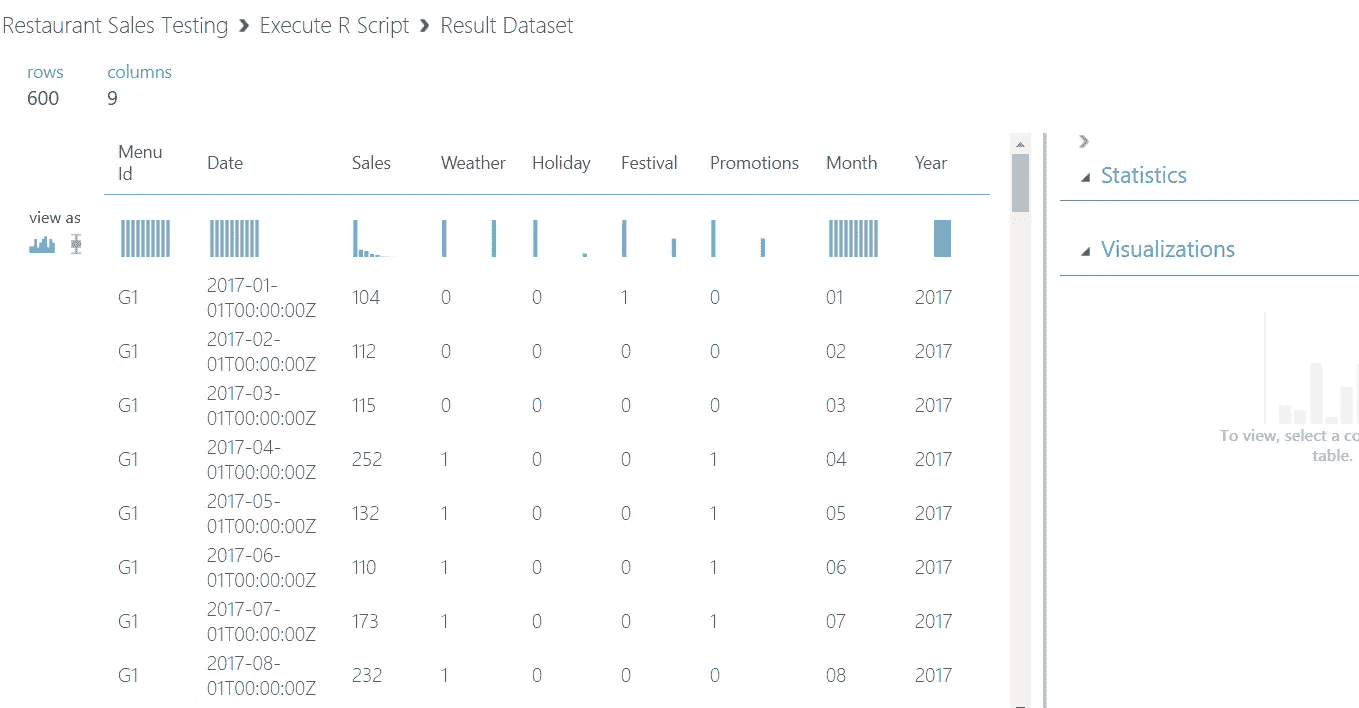 Restaurant Sales Testing › Execute R Script › Result Dataset
rows columns
600 9
Menu Id Date Sales Weather Holiday Festival Promotions Month Year
view as
G1 2017-01-01T00:00:00Z 104 0 0 1 0 01 2017
G1 2017-02-01T00:00:00Z 112 0 0 0 0 02 2017
G1 2017-03-01T00:00:00Z 115 0 0 0 0 03 2017
G1 2017-04-01T00:00:00Z 252 1 0 0 1 04 2017
G1 2017-05-01T00:00:00Z 132 1 0 0 1 05 2017
G1 2017-06-01T00:00:00Z 110 1 0 0 1 06 2017
G1 2017-07-01T00:00:00Z 173 1 0 0 1 07 2017
G1 2017-08-01T00:00:00Z 232 1 0 0 0 08 2017
Statistics
Visualizations
To view, select a
table.